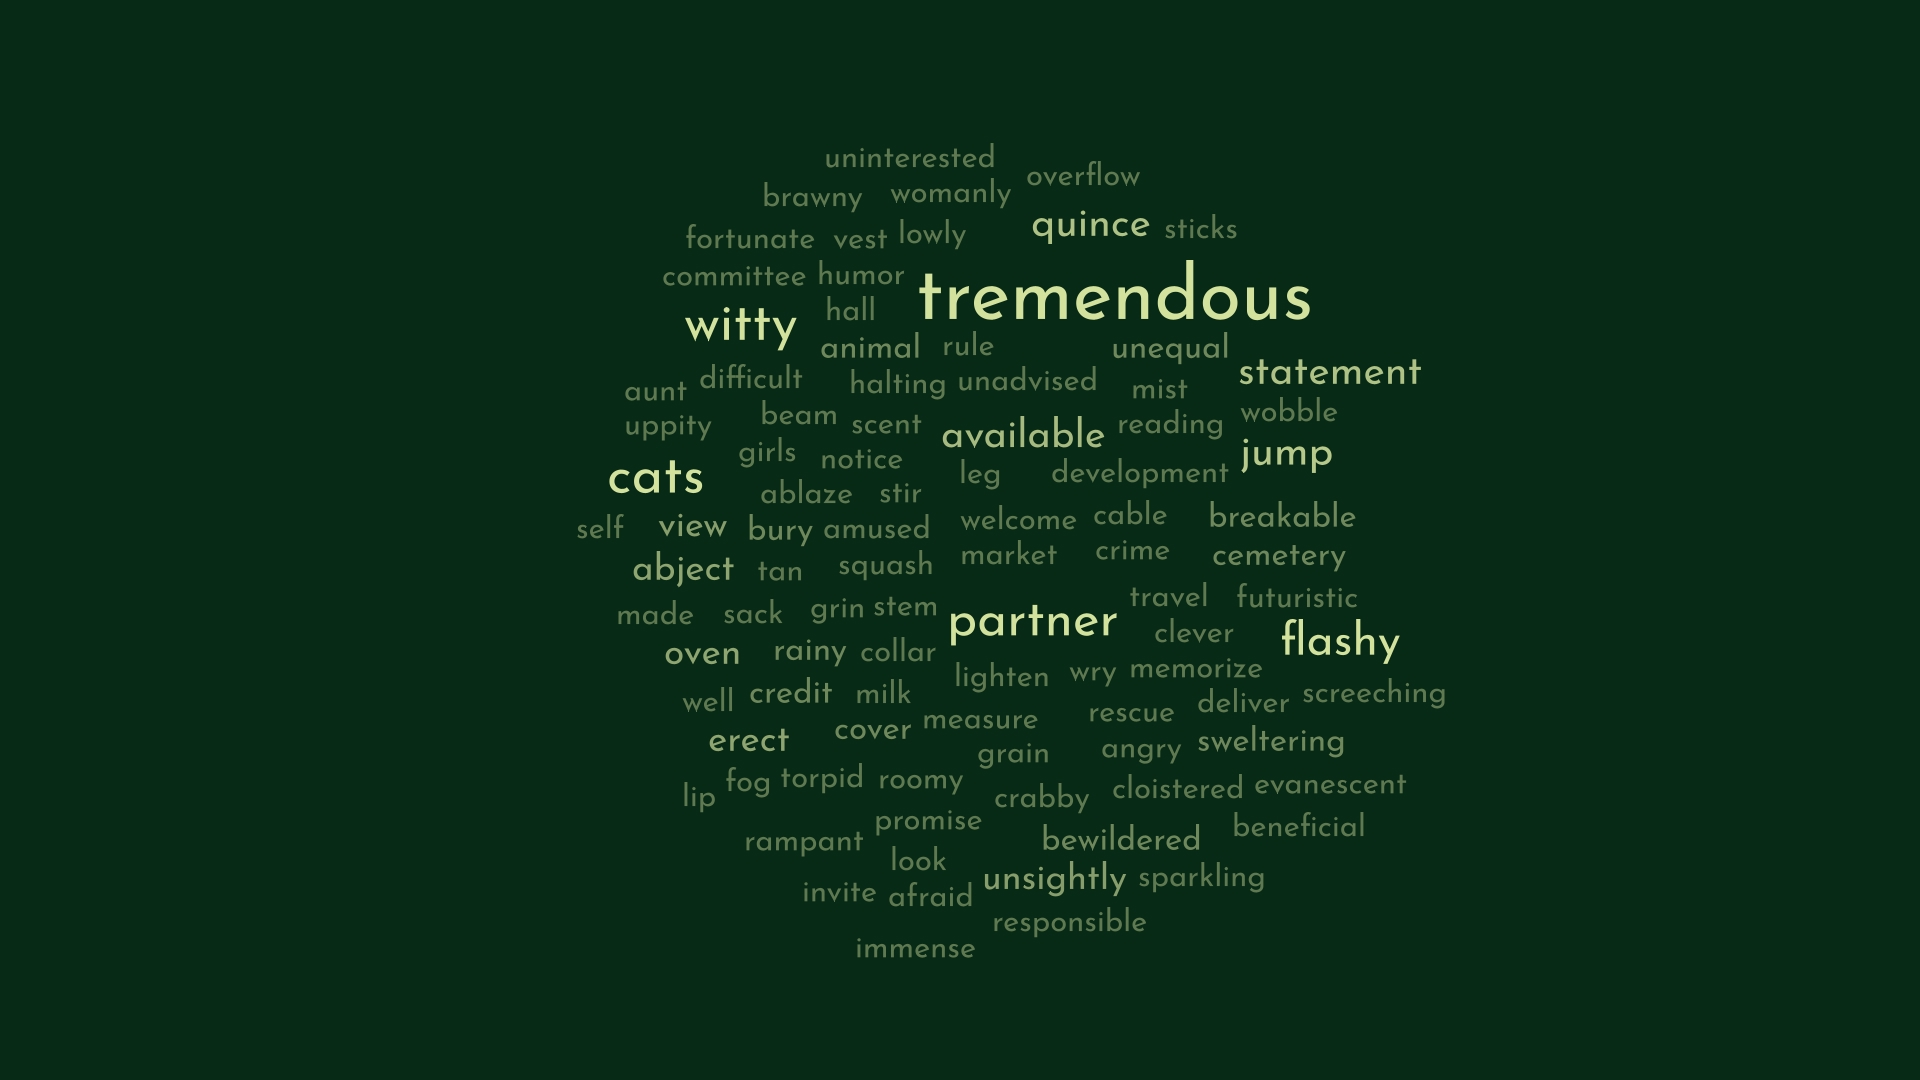 uninterested
overflow
brawny womanly
quince sticks
fortunate vest lowly
committee humor
tremendous
witty hall
animal rule unequal
statement
aunt difficult halting unadvised mist
wobble
uppity beam scent available reading
jump
girls notice
cats leg development
ablaze stir
self view bury amused welcome cable breakable
abject tan squash market crime cemetery
travel futuristic
made sack grin stem partner clever flashy
oven rainy collar
lighten wry memorize
well credit milk deliver screeching
erect cover measure rescue
grain angry sweltering
lip fog torpid roomy crabby cloistered evanescent
promise beneficial
rampant bewildered
look
unsightly sparkling
invite afraid
responsible
immense